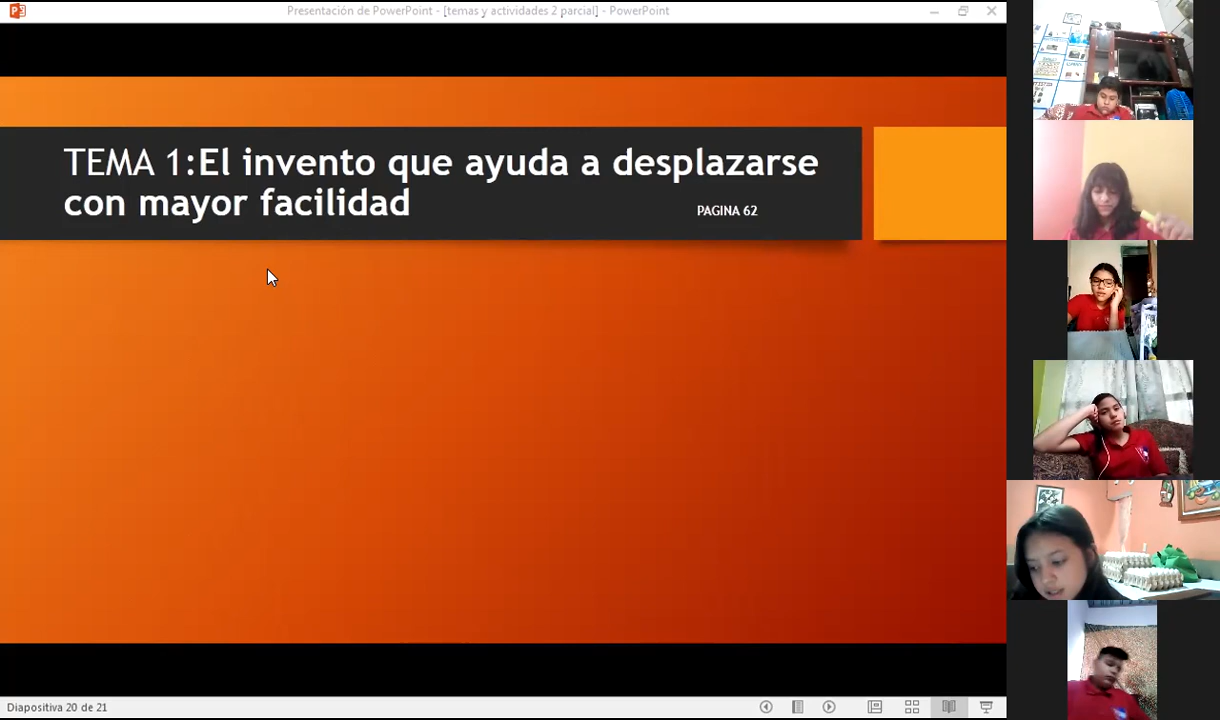 Presentación de PowerPoint - [temas y actividades 2 parcial] - PowerPoint
TEMA 1:El invento que ayuda a desplazarse
con mayor facilidad
PAGINA 62
Diapositiva 20 de 21